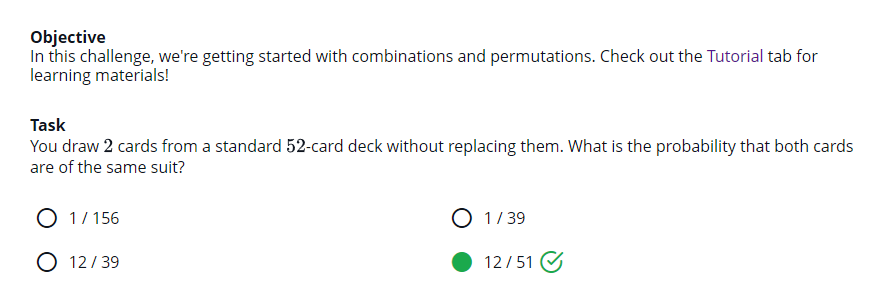 Objective
In this challenge, we're getting started with combinations and permutations. Check out the Tutorial tab for
learning materials!
Task
You draw 2 cards from a standard 52-card deck without replacing them. What is the probability that both cards
are of the same suit?
1 / 156
1 / 39
12 / 39
12 / 51